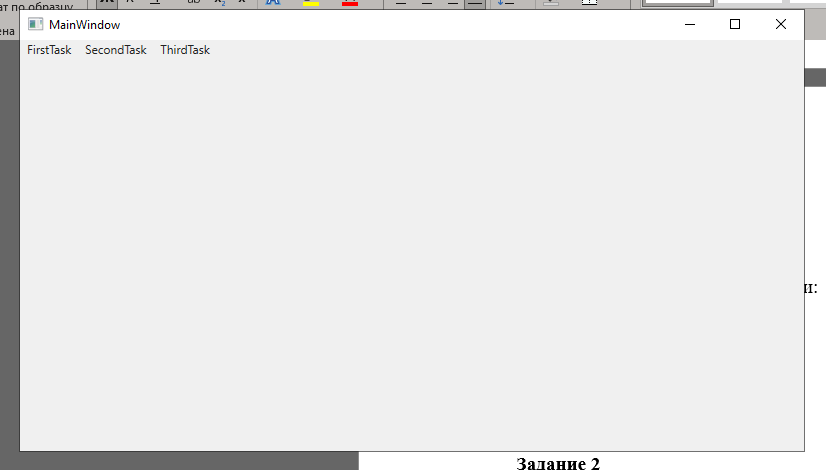 ат по образцу
ена
MainWindow
FirstTask SecondTask ThirdTask
и:
Задание 2